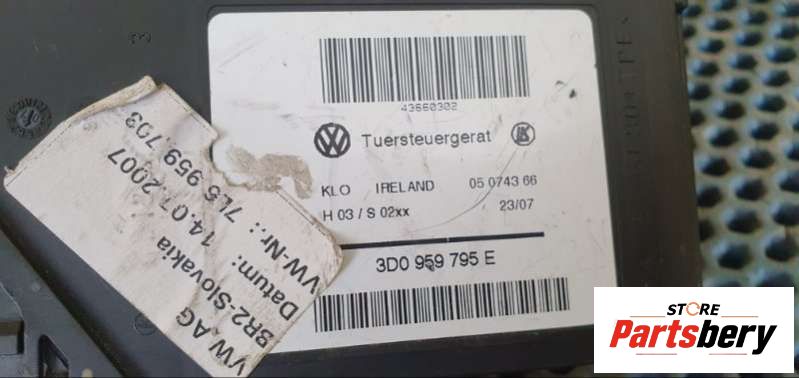 43660302
Tuersteuergerat
KLO IRELAND 05 0743 66
H 03 / S 02xx 23/07
3D0 959 795 E
VW AG
BR2-Slovakia
Datum: 14.07.2007
VW-Nr.: 7L5 959 703
STORE
Partsbery